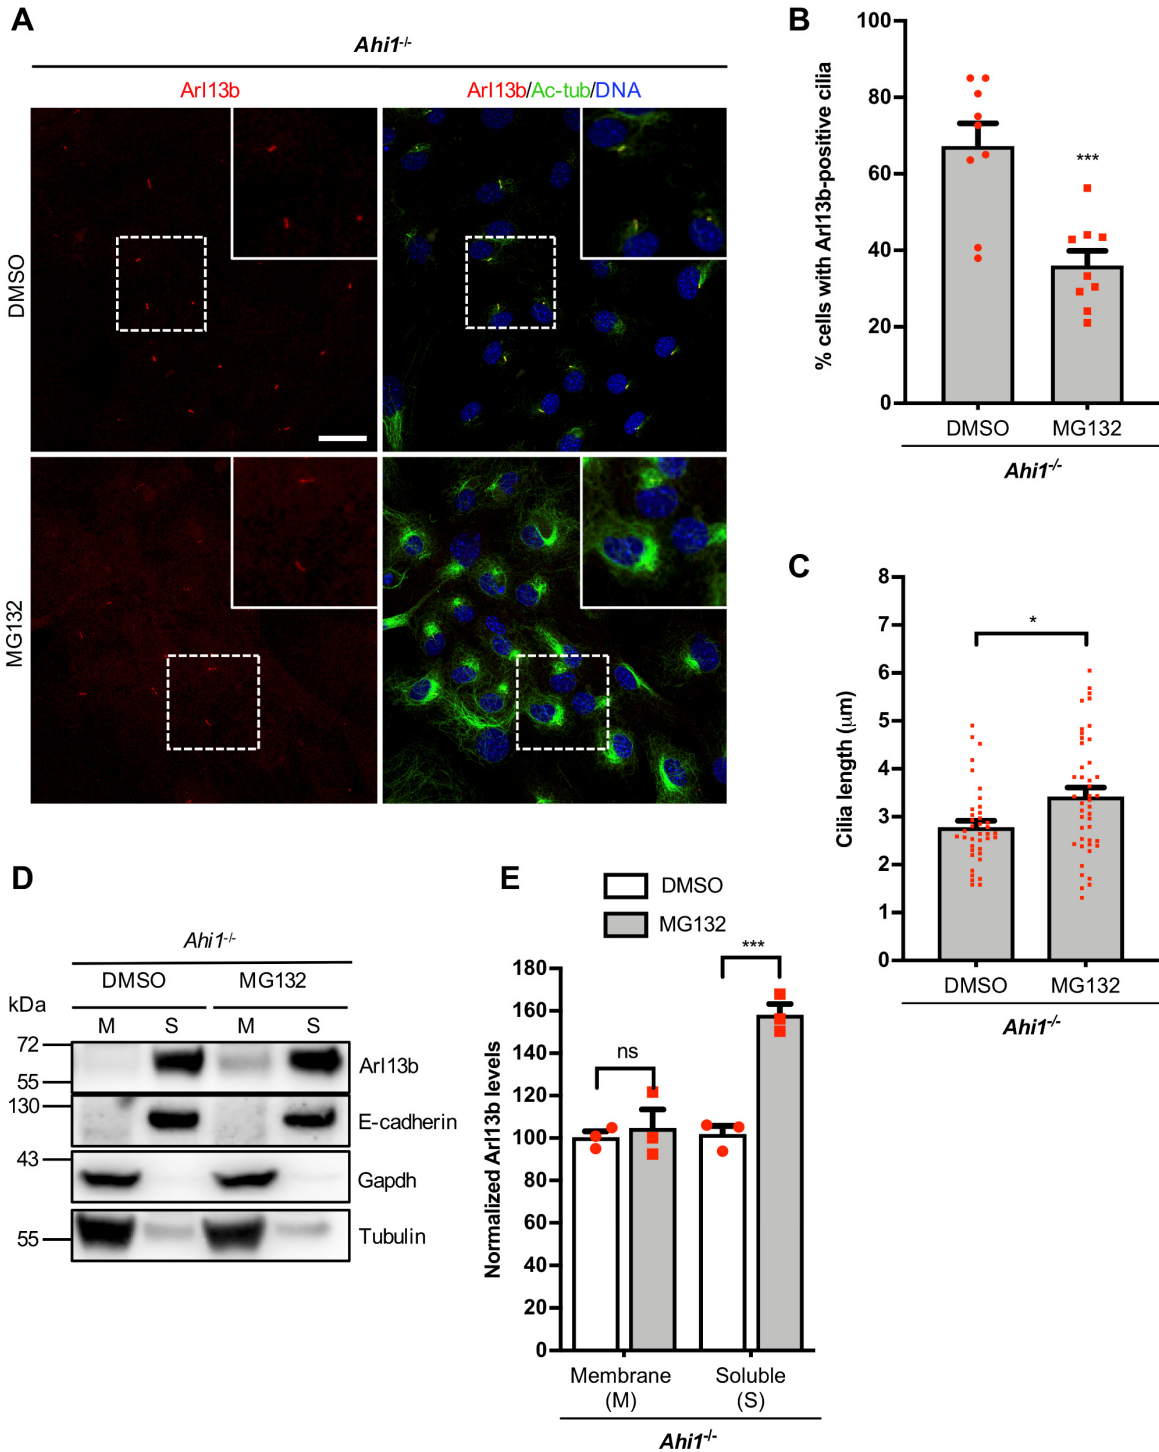 A
Ahi1-/-
Arl13b
Arl13b/Ac-tub/DNA
DMSO
MG132
B
% cells with Arl13b-positive cilia
100
80
60
40
20
0
***
DMSO
MG132
Ahi1-/-
C
Cilia length (μm)
8
7
6
5
4
3
2
1
0
*
DMSO
MG132
Ahi1-/-
D
Ahi1-/-
DMSO
MG132
kDa
M
S
M
S
72
55
Arl13b
130
E-cadherin
43
Gapdh
55
Tubulin
E
DMSO
MG132
Normalized Arl13b levels
180
160
140
120
100
80
60
40
20
0
ns
***
Membrane
(M)
Soluble
(S)
Ahi1-/-